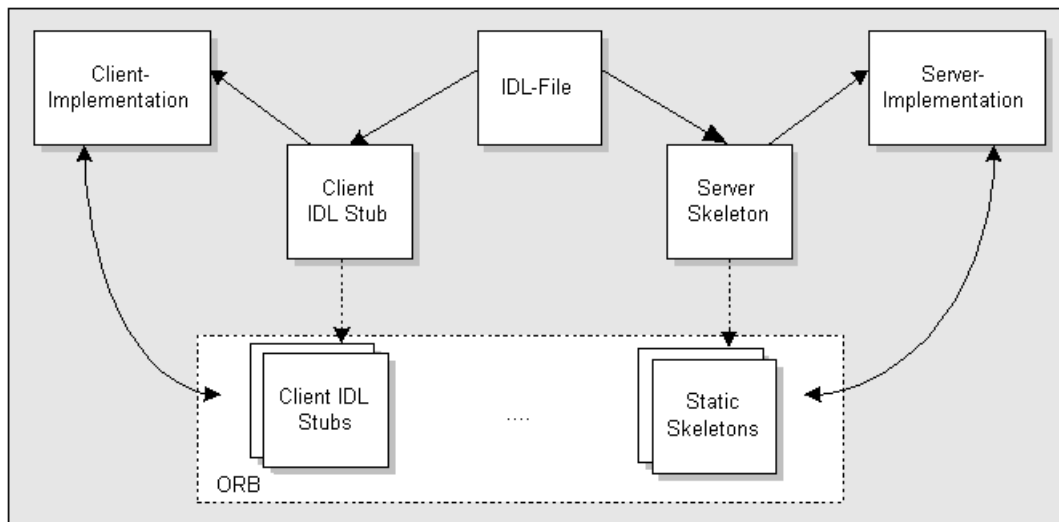 Client-
Implementation
IDL-File
Server-
Implementation
Client
IDL Stub
Server
Skeleton
Client IDL
Stubs
....
Static
Skeletons
ORB